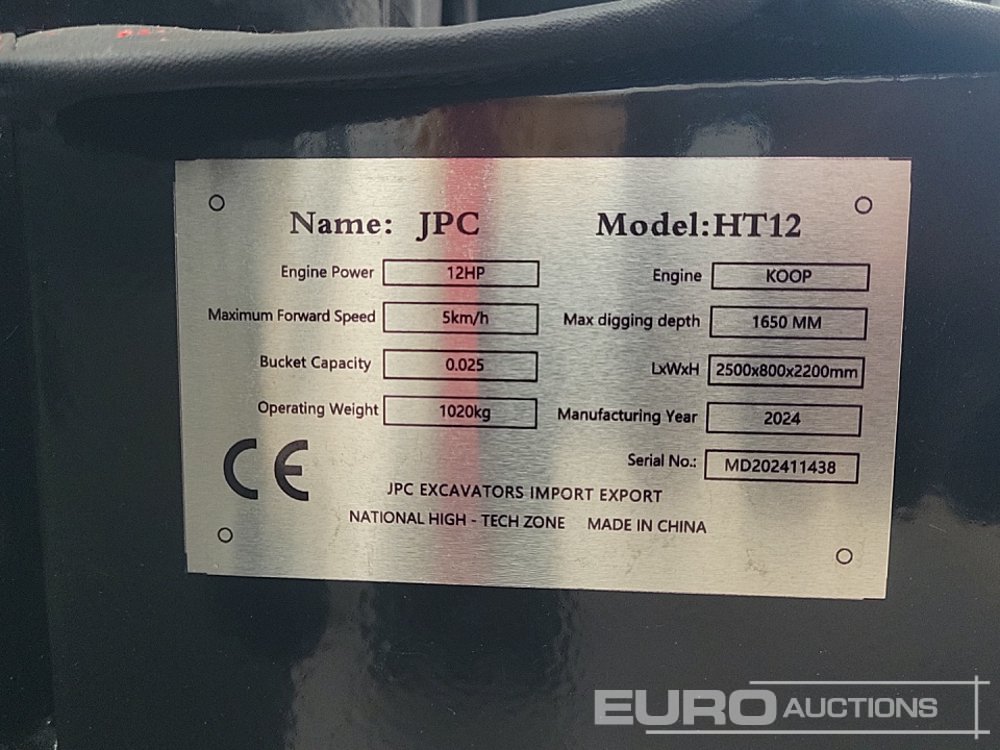 Name: JPC Model:HT12
Engine Power 12HP Engine KOOP
Maximum Forward Speed 5km/h Max digging depth 1650 MM
Bucket Capacity 0.025 LxWxH 2500x800x2200mm
Operating Weight 1020kg Manufacturing Year 2024
Serial No.: MD202411438
CE
JPC EXCAVATORS IMPORT EXPORT
NATIONAL HIGH - TECH ZONE MADE IN CHINA
EURO AUCTIONS